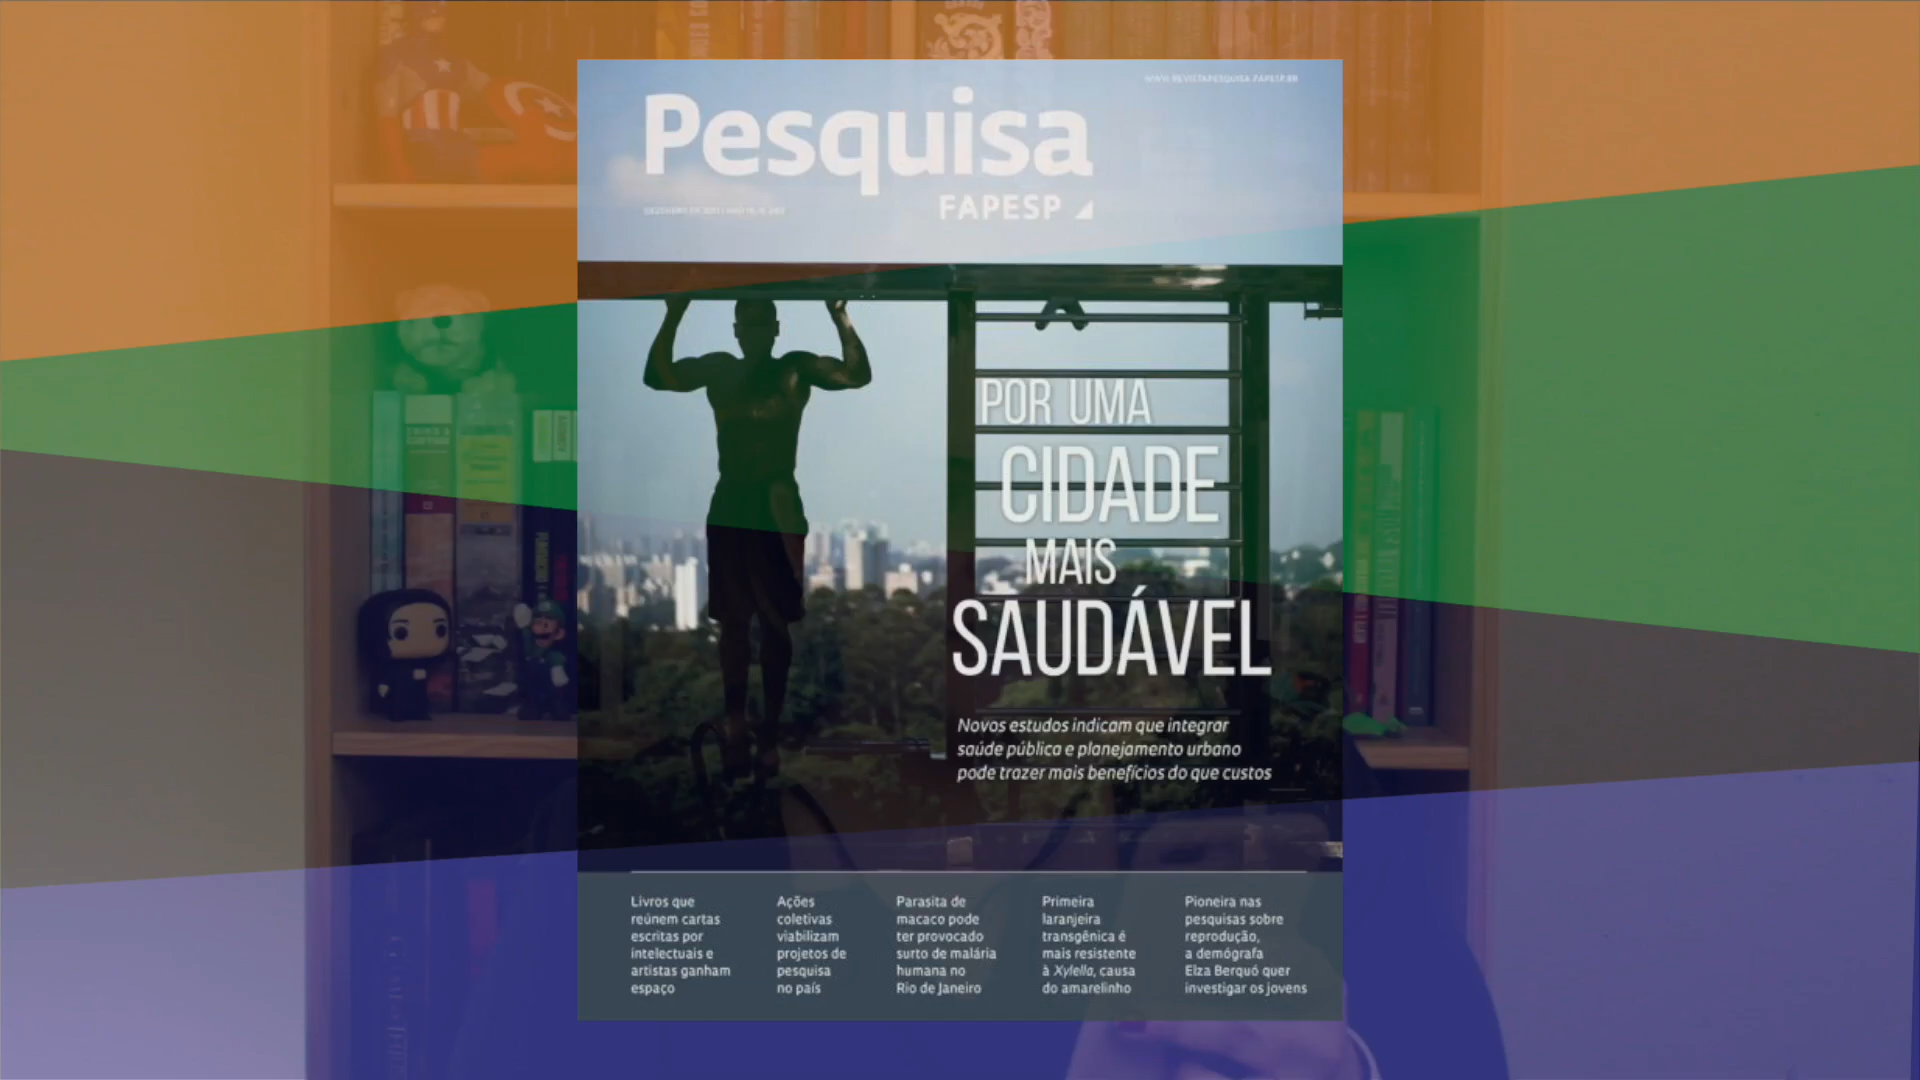 WWW.REVISTAPESQUISA.FAPESP.BR
Pesquisa
FAPESP
POR UMA
CIDADE
MAIS
SAUDÁVEL
Novos estudos indicam que integrar
saúde pública e planejamento urbano
pode trazer mais benefícios do que custos
Livros que
reúnem cartas
escritas por
intelectuais e
artistas ganham
espaço
Ações
coletivas
viabilizam
projetos de
pesquisa
no país
Parasita de
macaco pode
ter provocado
surto de malária
humana no
Rio de Janeiro
Primeira
laranjeira
transgênica é
mais resistente
à Xylella, causa
do amarelinho
Pioneira nas
pesquisas sobre
reprodução,
a demógrafa
Elza Berquó quer
investigar os jovens